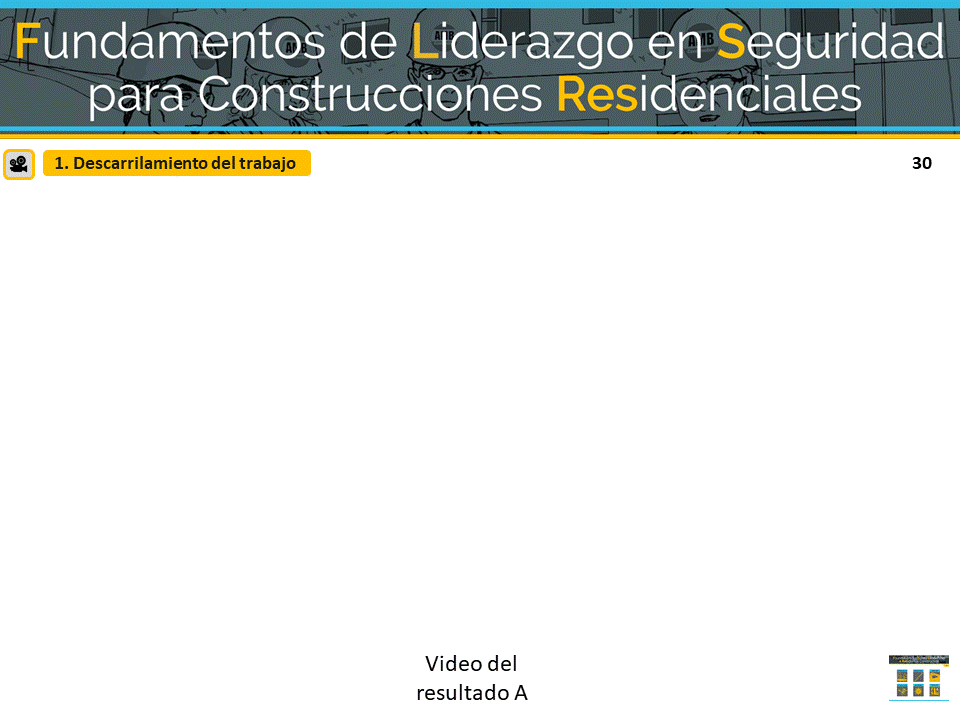 Fundamentos de Liderazgo en Seguridad
para Construcciones Residenciales
1. Descarrilamiento del trabajo
30
Video del
resultado A